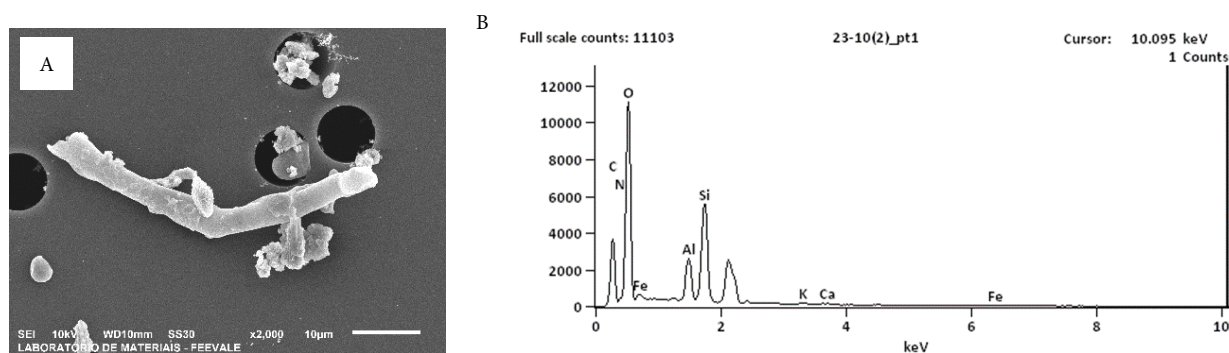 A
SEI 10kV WD10mm SS30 x2,000 10µm
LABORATÓRIO DE MATERIAIS - FEEVALE
B
Full scale counts: 11103 23-10(2)_pt1 Cursor: 10.095 keV
1 Counts
12000
10000
8000
6000
4000
2000
0
O
C
N
Si
Al
Fe
K
Ca
Fe
0 2 4 6 8 10
keV